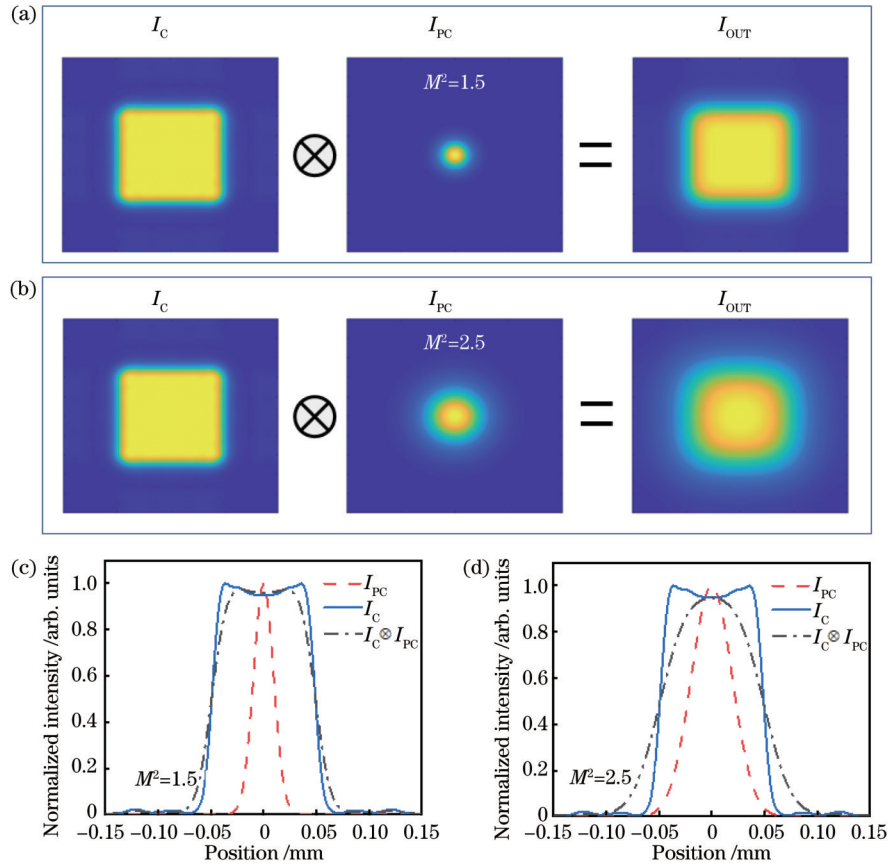 (a)
I_C I_PC I_OUT
M²=1.5
⊗ =
(b)
I_C I_PC I_OUT
M²=2.5
⊗ =
(c)
Normalized intensity /arb. units
1.0
0.8
0.6
0.4
0.2
0
I_PC
I_C
I_C⊗I_PC
M²=1.5
−0.15 −0.10 −0.05 0 0.05 0.10 0.15
Position /mm
(d)
Normalized intensity /arb. units
1.0
0.8
0.6
0.4
0.2
0
I_PC
I_C
I_C⊗I_PC
M²=2.5
−0.15 −0.10 −0.05 0 0.05 0.10 0.15
Position /mm